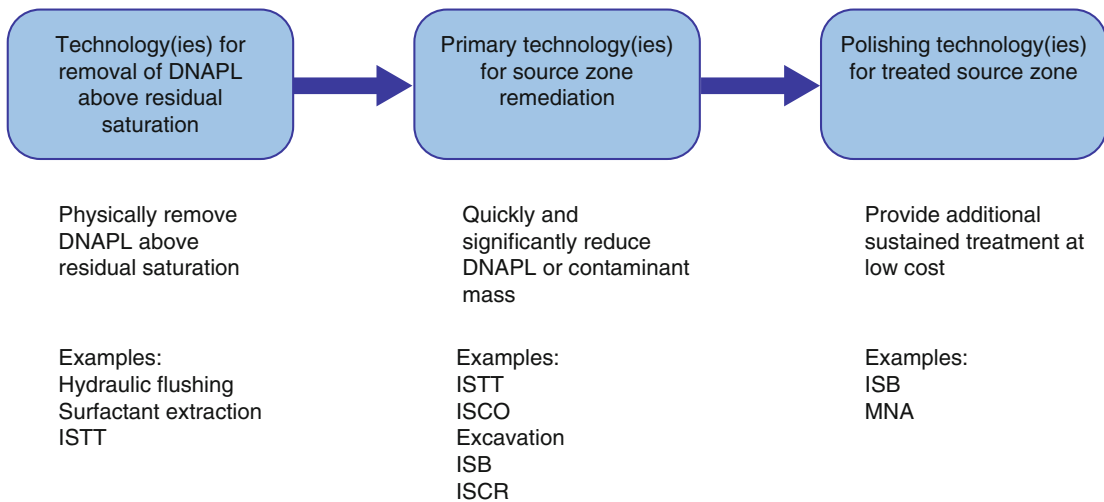 Technology(ies) for
removal of DNAPL
above residual
saturation
Primary technology(ies)
for source zone
remediation
Polishing technology(ies)
for treated source zone
Physically remove
DNAPL above
residual saturation
Quickly and
significantly reduce
DNAPL or contaminant
mass
Provide additional
sustained treatment at
low cost
Examples:
Hydraulic flushing
Surfactant extraction
ISTT
Examples:
ISTT
ISCO
Excavation
ISB
ISCR
Examples:
ISB
MNA